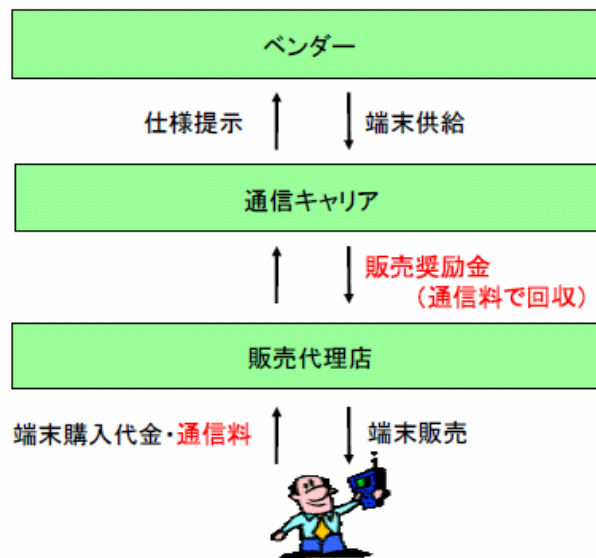 ベンダー
仕様提示
端末供給
通信キャリア
販売奨励金
(通信料で回収)
販売代理店
端末購入代金・通信料
端末販売